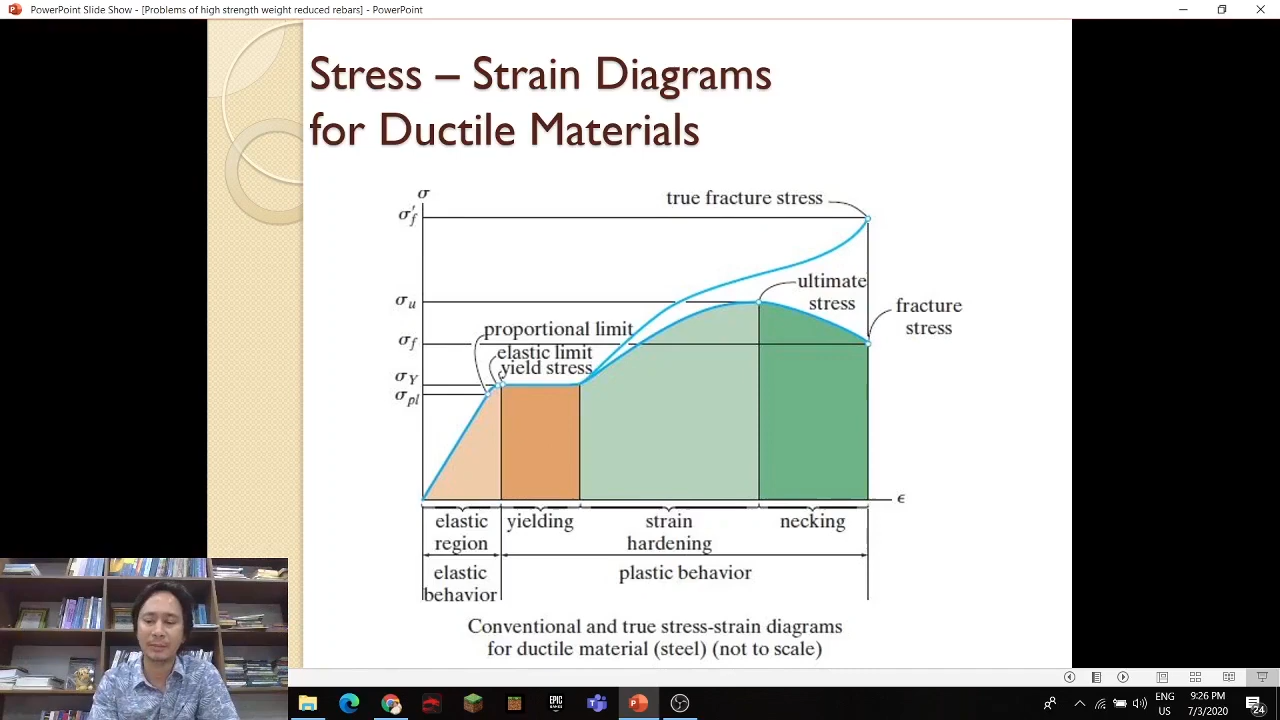 PowerPoint Slide Show - [Problems of high strength weight reduced rebars] - PowerPoint
Stress – Strain Diagrams
for Ductile Materials
σ
σ′f
σu
σf
σY
σpl
true fracture stress
ultimate
stress
fracture
stress
proportional limit
elastic limit
yield stress
ϵ
elastic
region
yielding
strain
hardening
necking
elastic
behavior
plastic behavior
Conventional and true stress-strain diagrams
for ductile material (steel) (not to scale)
EPIC
GAMES
ENG
US
9:26 PM
7/3/2020
24